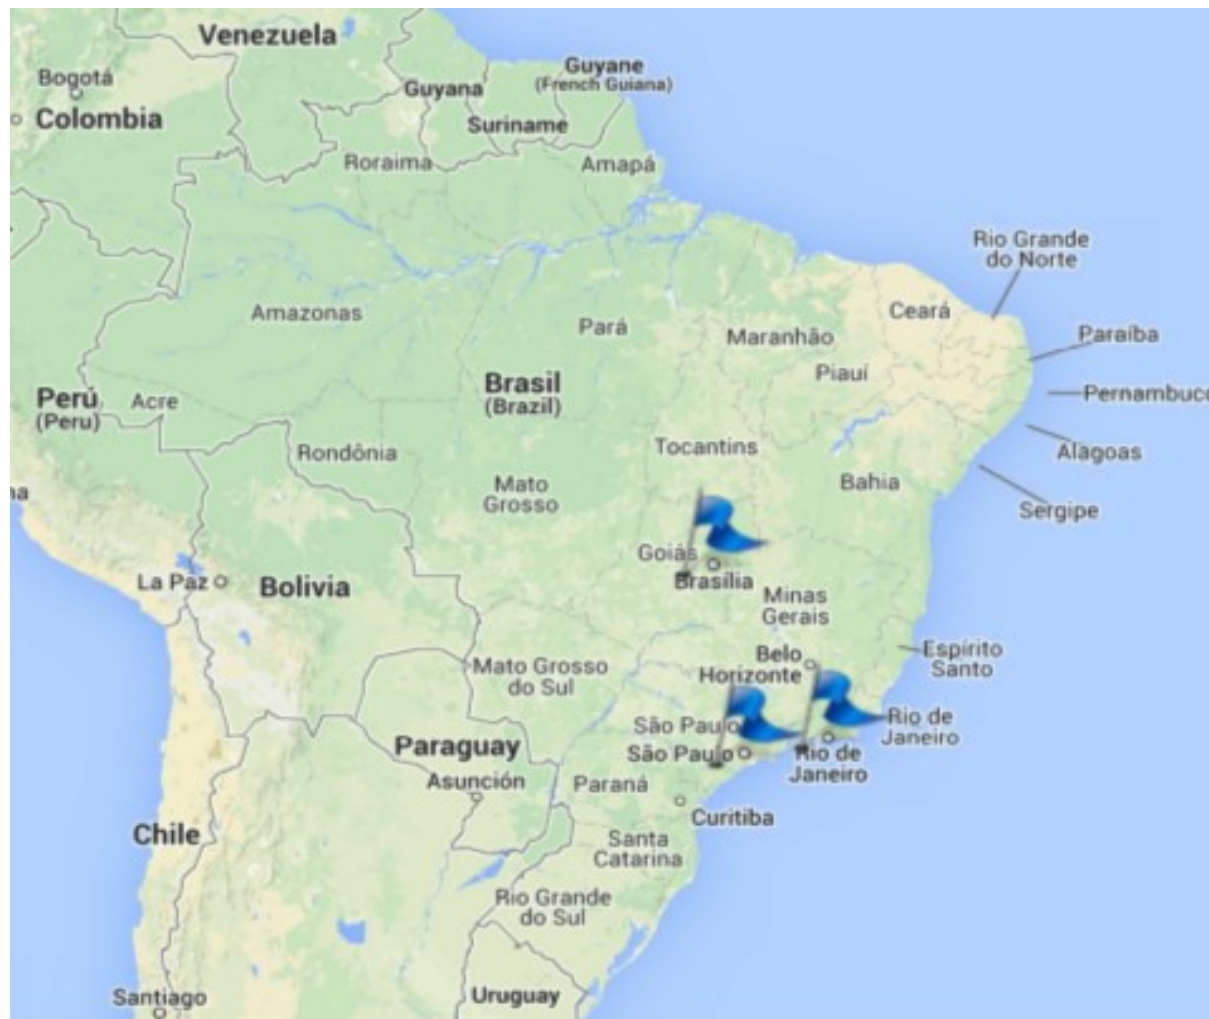 Venezuela
Guyane
(French Guiana)
Bogotá
Guyana
Colombia
Suriname
Roraima
Amapá
Rio Grande
do Norte
Amazonas
Ceará
Pará
Maranhão
Paraíba
Piauí
Brasil
(Brazil)
Perú
(Peru)
Acre
Pernambuco
Tocantins
Rondônia
Alagoas
Mato
Grosso
Bahia
na
Sergipe
Goiás
Brasília
La Paz
Bolivia
Minas
Gerais
Espírito
Santo
Belo
Horizonte
Mato Grosso
do Sul
São Paulo
Rio de
Janeiro
São Paulo
Rio de
Janeiro
Paraguay
Asunción
Paraná
Curitiba
Chile
Santa
Catarina
Rio Grande
do Sul
Santiago
Uruguay